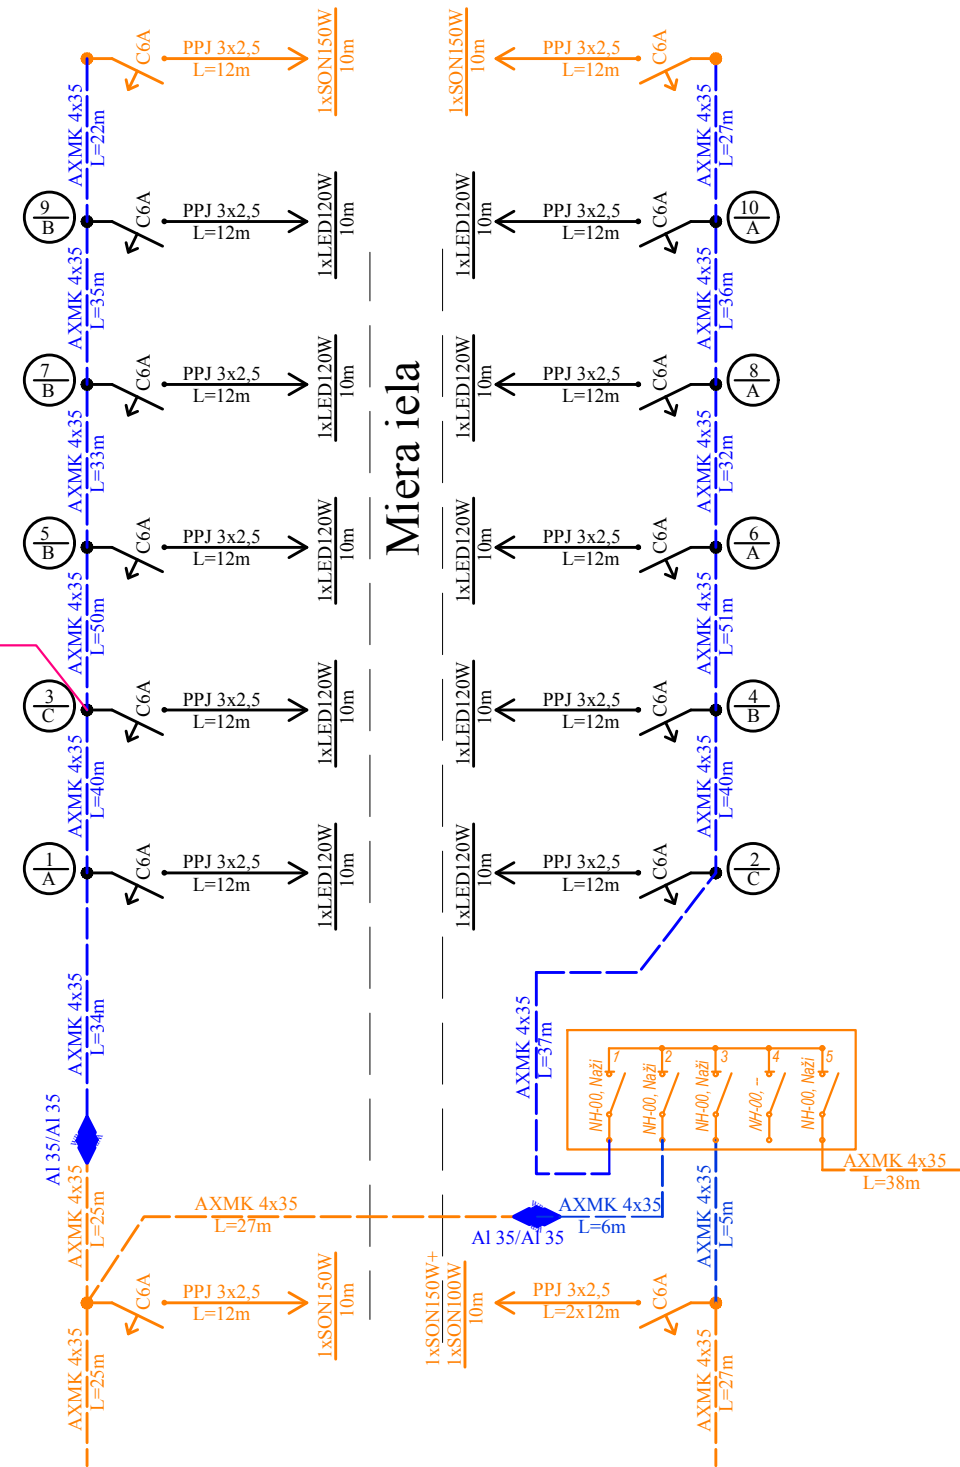 C6A
PPJ 3x2,5
L=12m
1xSON150W
10m
1xSON150W
10m
PPJ 3x2,5
L=12m
C6A
AXMK 4x35
L=22m
AXMK 4x35
L=27m
9
B
C6A
PPJ 3x2,5
L=12m
1xLED120W
10m
1xLED120W
10m
PPJ 3x2,5
L=12m
C6A
10
A
AXMK 4x35
L=35m
AXMK 4x35
L=36m
7
B
C6A
PPJ 3x2,5
L=12m
1xLED120W
10m
Miera iela
1xLED120W
10m
PPJ 3x2,5
L=12m
C6A
8
A
AXMK 4x35
L=33m
AXMK 4x35
L=32m
5
B
C6A
PPJ 3x2,5
L=12m
1xLED120W
10m
1xLED120W
10m
PPJ 3x2,5
L=12m
C6A
6
A
AXMK 4x35
L=50m
AXMK 4x35
L=51m
3
C
C6A
PPJ 3x2,5
L=12m
1xLED120W
10m
1xLED120W
10m
PPJ 3x2,5
L=12m
C6A
4
B
AXMK 4x35
L=40m
AXMK 4x35
L=40m
1
A
C6A
PPJ 3x2,5
L=12m
1xLED120W
10m
1xLED120W
10m
PPJ 3x2,5
L=12m
C6A
2
C
AXMK 4x35
L=34m
AXMK 4x35
L=37m
1
2
3
4
5
NH-00, Naži
NH-00, Naži
NH-00, Naži
NH-00, -
NH-00, Naži
Al 35/Al 35
AXMK 4x35
L=38m
AXMK 4x35
L=25m
AXMK 4x35
L=27m
AXMK 4x35
L=6m
Al 35/Al 35
AXMK 4x35
L=5m
C6A
PPJ 3x2,5
L=12m
1xSON150W
10m
1xSON150W+
1xSON100W
10m
PPJ 3x2,5
L=2x12m
C6A
AXMK 4x35
L=25m
AXMK 4x35
L=27m